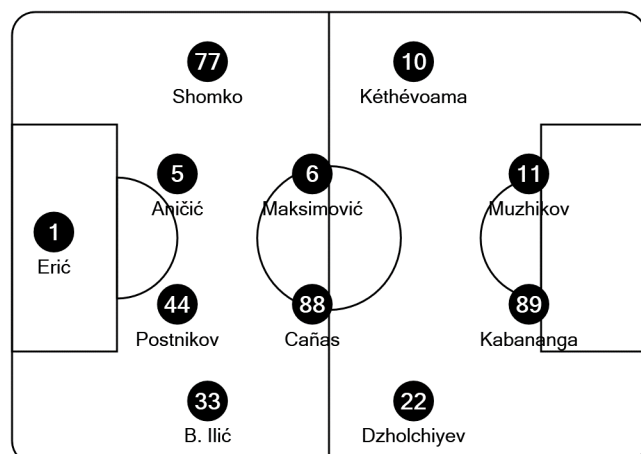 77
Shomko
10
Kéthévoama
5
Aničić
6
Maksimović
11
Muzhikov
1
Erić
44
Postnikov
88
Cañas
89
Kabananga
33
B. Ilić
22
Dzholchiyev